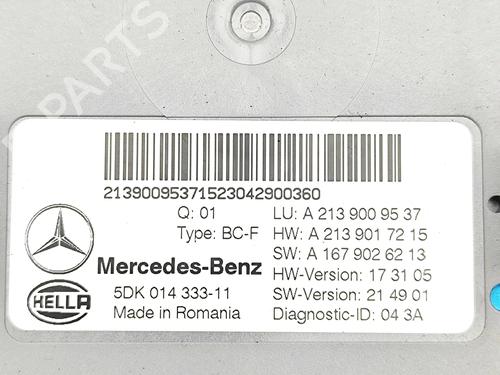 PARTS
21390095371523042900360
Q: 01 LU: A 213 900 95 37
Type: BC-F HW: A 213 901 72 15
SW: A 167 902 62 13
Mercedes-Benz HW-Version: 17 31 05
HELLA 5DK 014 333-11 SW-Version: 21 49 01
Made in Romania Diagnostic-ID: 04 3A